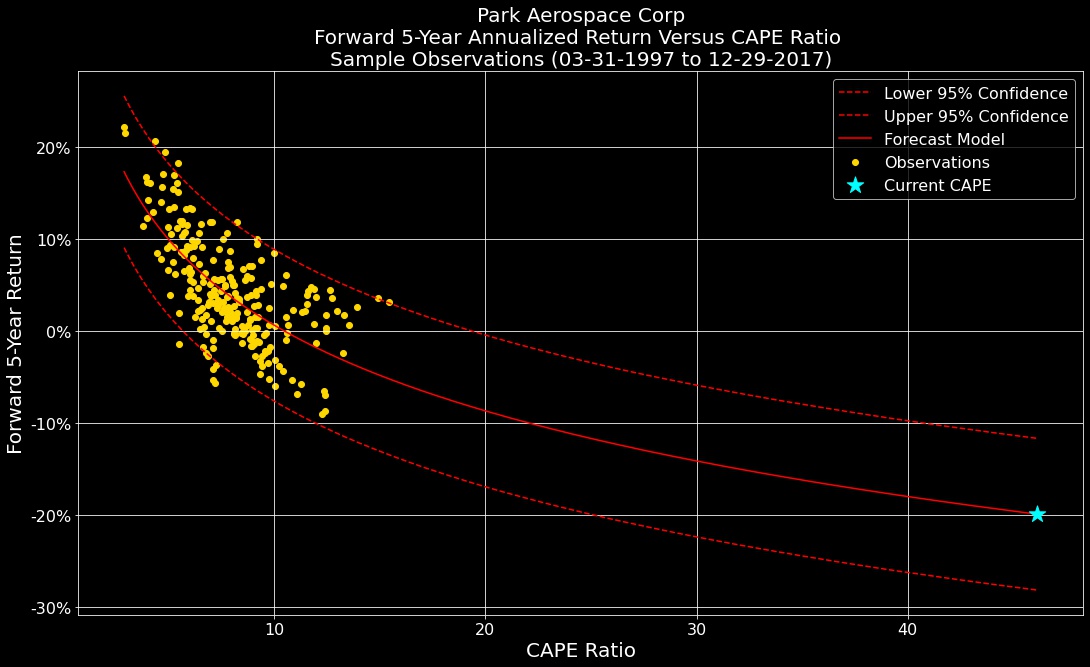 Park Aerospace Corp
Forward 5-Year Annualized Return Versus CAPE Ratio
Sample Observations (03-31-1997 to 12-29-2017)
Lower 95% Confidence
Upper 95% Confidence
Forecast Model
Observations
Current CAPE
Forward 5-Year Return
20%
10%
0%
-10%
-20%
-30%
10 20 30 40
CAPE Ratio